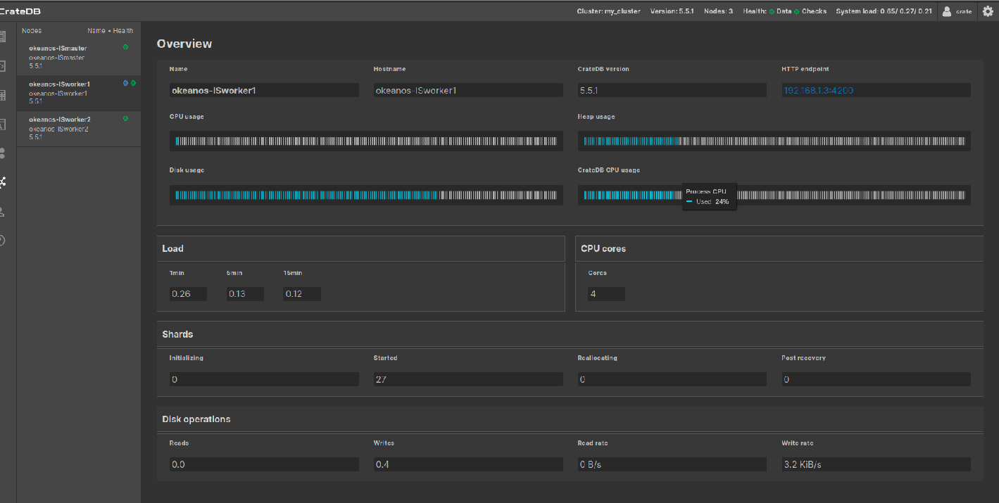 CrateDB
Cluster: my_cluster Version: 5.5.1 Nodes: 3 Health: Data Checks System load: 0.65/ 0.27/ 0.21 crate
Nodes Name • Health
okeanos-ISmaster
okeanos-ISmaster
5.5.1
okeanos-ISworker1
okeanos-ISworker1
5.5.1
okeanos-ISworker2
okeanos-ISworker2
5.5.1
Overview
Name Hostname CrateDB version HTTP endpoint
okeanos-ISworker1 okeanos-ISworker1 5.5.1 192.168.1.3:4200
CPU usage Heap usage
Disk usage CrateDB CPU usage
Process CPU
Used 24%
Load CPU cores
1min 5min 15min Cores
0.26 0.13 0.12 4
Shards
Initializing Started Reallocating Post recovery
0 27 0 0
Disk operations
Reads Writes Read rate Write rate
0.0 0.4 0 B/s 3.2 KiB/s